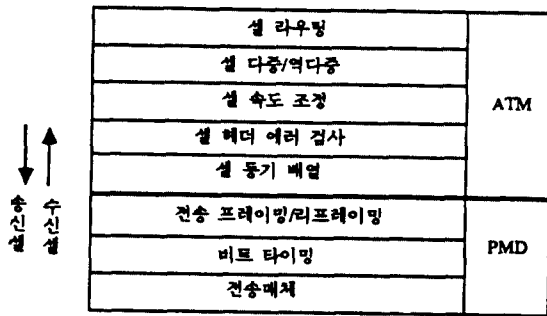 셀 라우팅
셀 다중/역다중
셀 속도 조정
셀 헤더 에러 검사
셀 동기 배열
ATM
전송 프레이밍/리프레이밍
비트 타이밍
전송매체
PMD
송신셀
수신셀